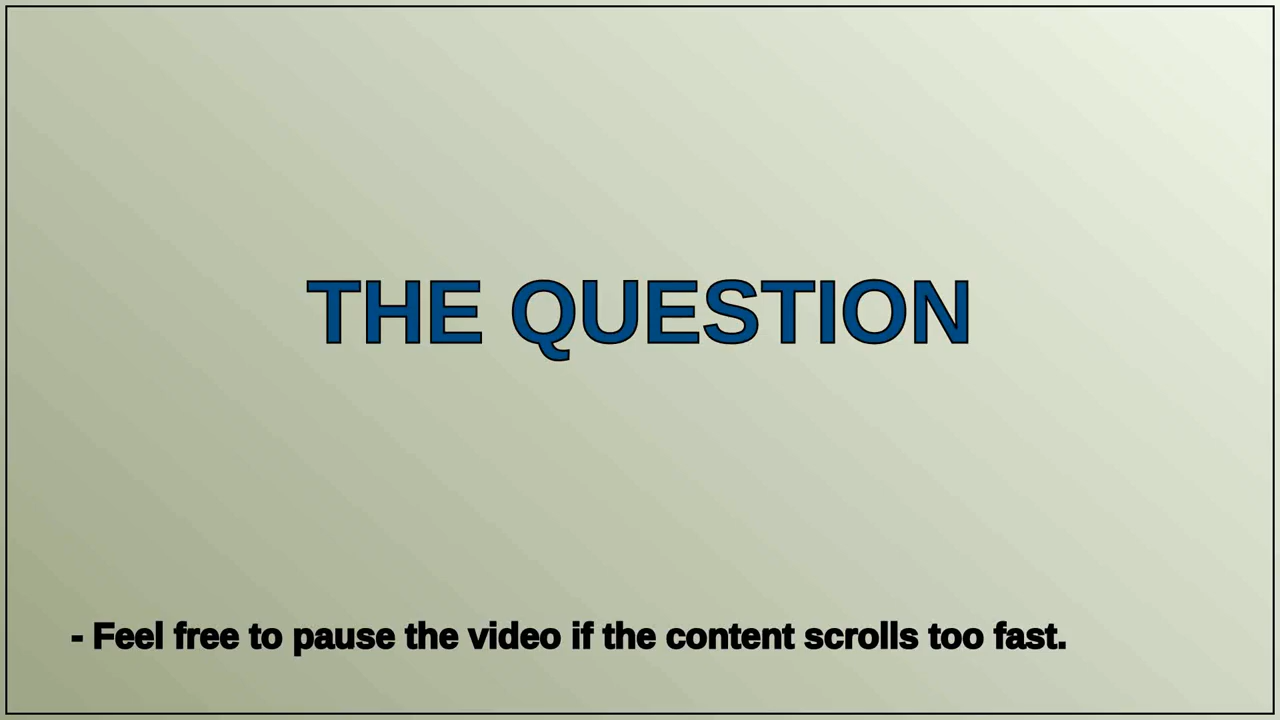 THE QUESTION
- Feel free to pause the video if the content scrolls too fast.